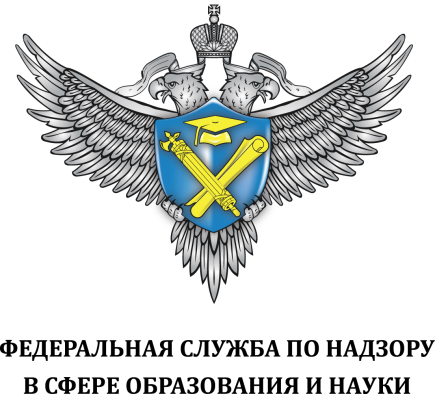 ФЕДЕРАЛЬНАЯ СЛУЖБА ПО НАДЗОРУ
В СФЕРЕ ОБРАЗОВАНИЯ И НАУКИ